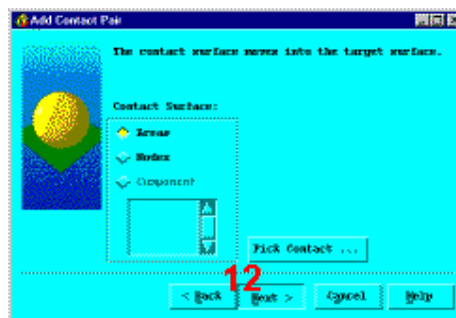 Add Contact Pair
The contact surface moves into the target surface.
Contact Surface:
Areas
Nodes
Component
Pick Contact ...
12
< Back
Next >
Cancel
Help